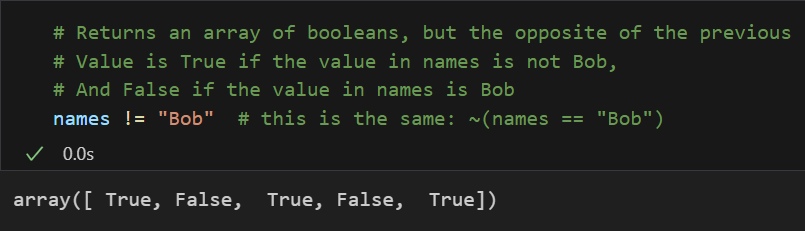 # Returns an array of booleans, but the opposite of the previous
# Value is True if the value in names is not Bob,
# And False if the value in names is Bob
names != "Bob"  # this is the same: ~(names == "Bob")
0.0s
array([ True, False,  True, False,  True])